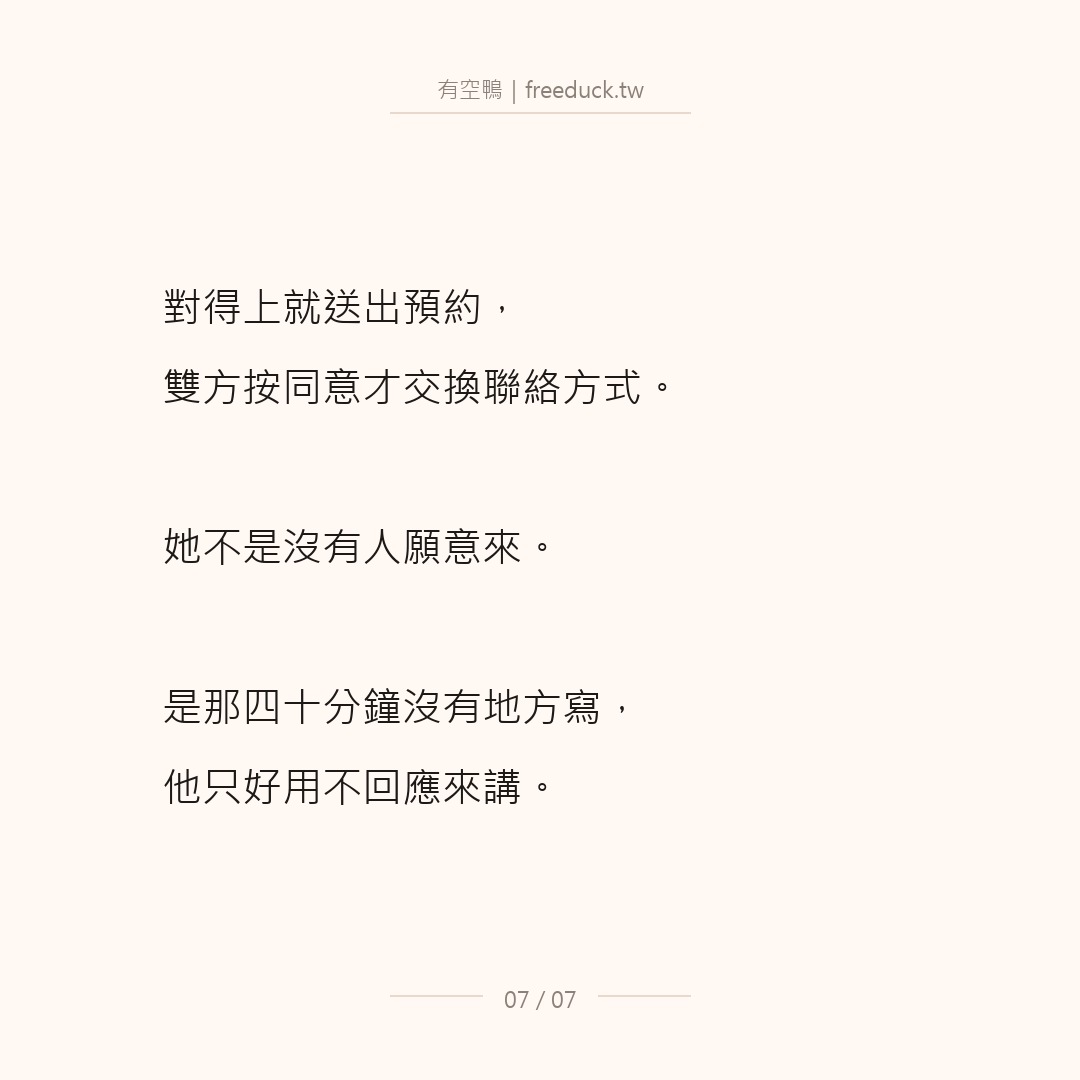 有空鴨｜freeduck.tw
對得上就送出預約，
雙方按同意才交換聯絡方式。
她不是沒有人願意來。
是那四十分鐘沒有地方寫，
他只好用不回應來講。
07 / 07